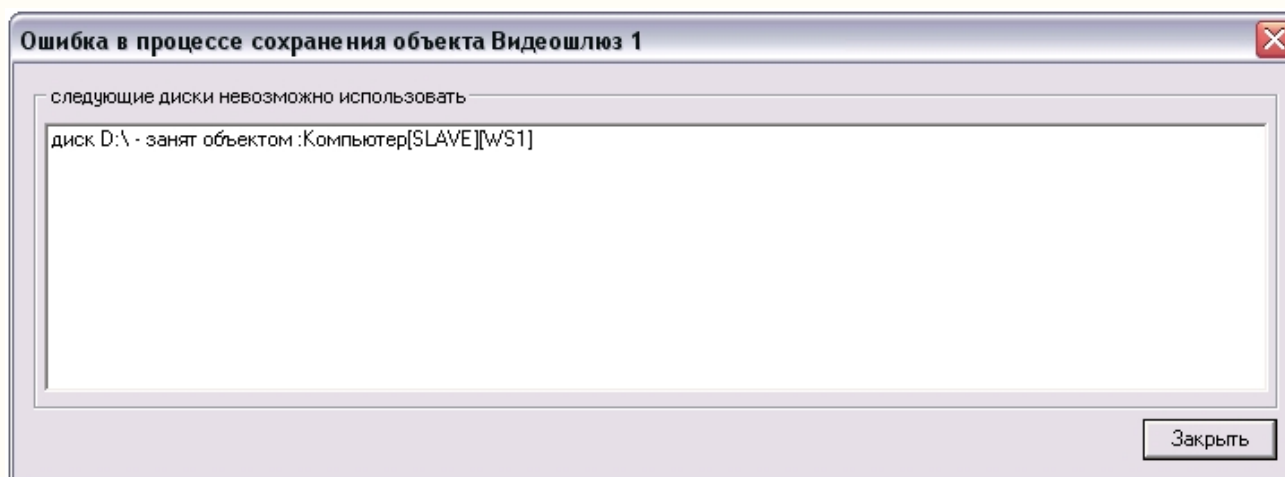 Ошибка в процессе сохранения объекта Видеошлюз 1
следующие диски невозможно использовать
диск D:\ - занят объектом :Компьютер[SLAVE][WS1]
Закрыть